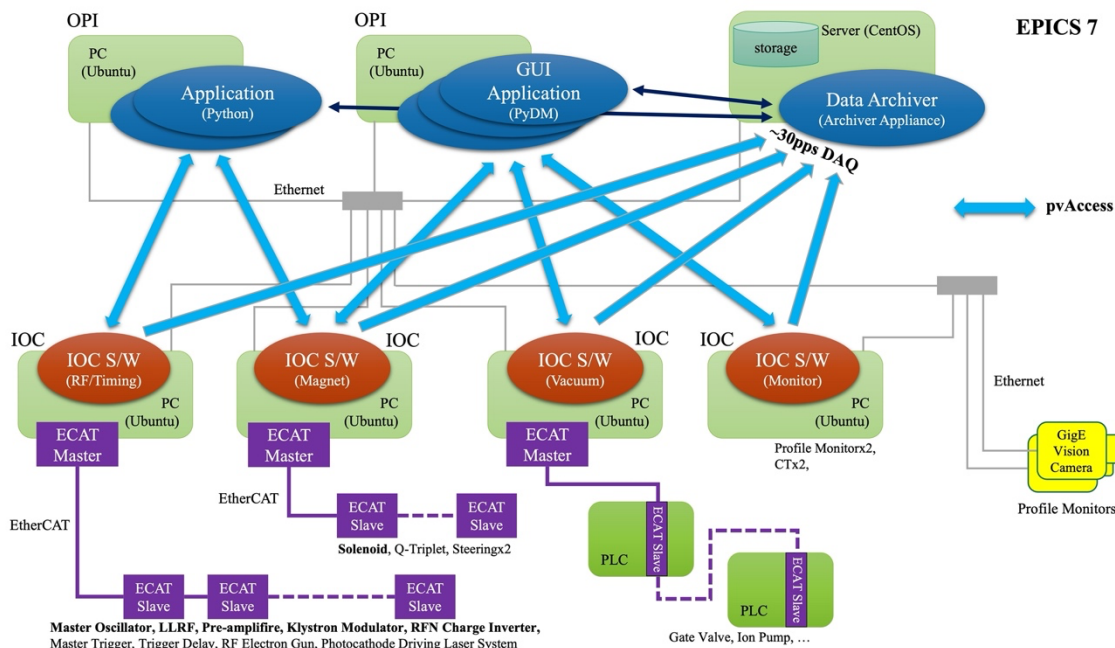 OPI
OPI
EPICS 7
PC
(Ubuntu)
PC
(Ubuntu)
Server (CentOS)
storage
Application
(Python)
GUI
Application
(PyDM)
Data Archiver
(Archiver Appliance)
~30pps DAQ
Ethernet
pvAccess
IOC
IOC S/W
(RF/Timing)
PC
(Ubuntu)
IOC
IOC S/W
(Magnet)
PC
(Ubuntu)
IOC
IOC S/W
(Vacuum)
PC
(Ubuntu)
IOC
IOC S/W
(Monitor)
PC
(Ubuntu)
Ethernet
ECAT
Master
ECAT
Master
ECAT
Master
Profile Monitorx2,
CTx2,
GigE
Vision
Camera
Profile Monitors
EtherCAT
EtherCAT
ECAT
Slave
ECAT
Slave
Solenoid, Q-Triplet, Steeringx2
PLC
ECAT Slave
PLC
ECAT Slave
Gate Valve, Ion Pump, …
ECAT
Slave
ECAT
Slave
ECAT
Slave
Master Oscillator, LLRF, Pre-amplifire, Klystron Modulator, RFN Charge Inverter,
Master Trigger, Trigger Delay, RF Electron Gun, Photocathode Driving Laser System